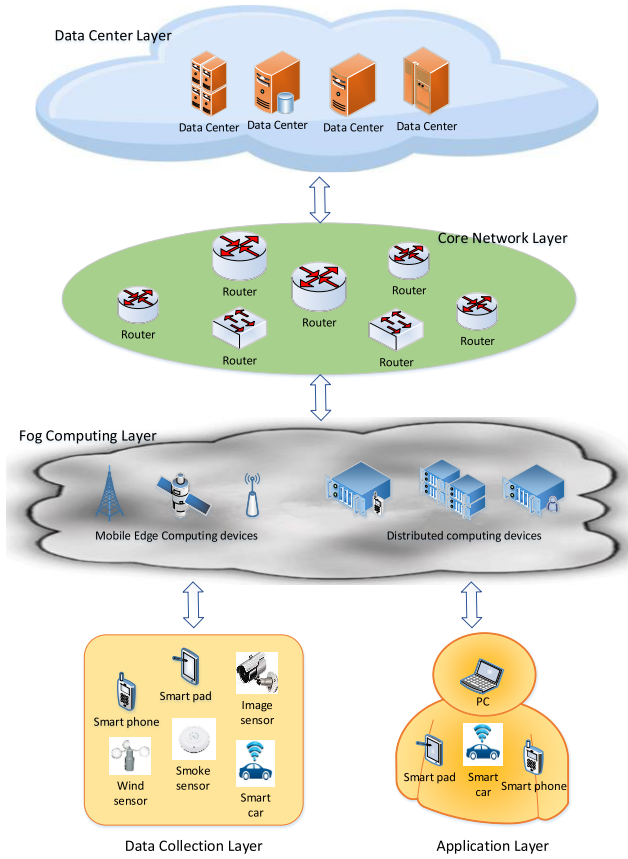 Data Center Layer
Data Center
Data Center
Data Center
Data Center
Core Network Layer
Router
Router
Router
Router
Router
Router
Router
Fog Computing Layer
Mobile Edge Computing devices
Distributed computing devices
Smart phone
Smart pad
Image
sensor
Wind
sensor
Smoke
sensor
Smart
car
Data Collection Layer
PC
Smart pad
Smart
car
Smart phone
Application Layer